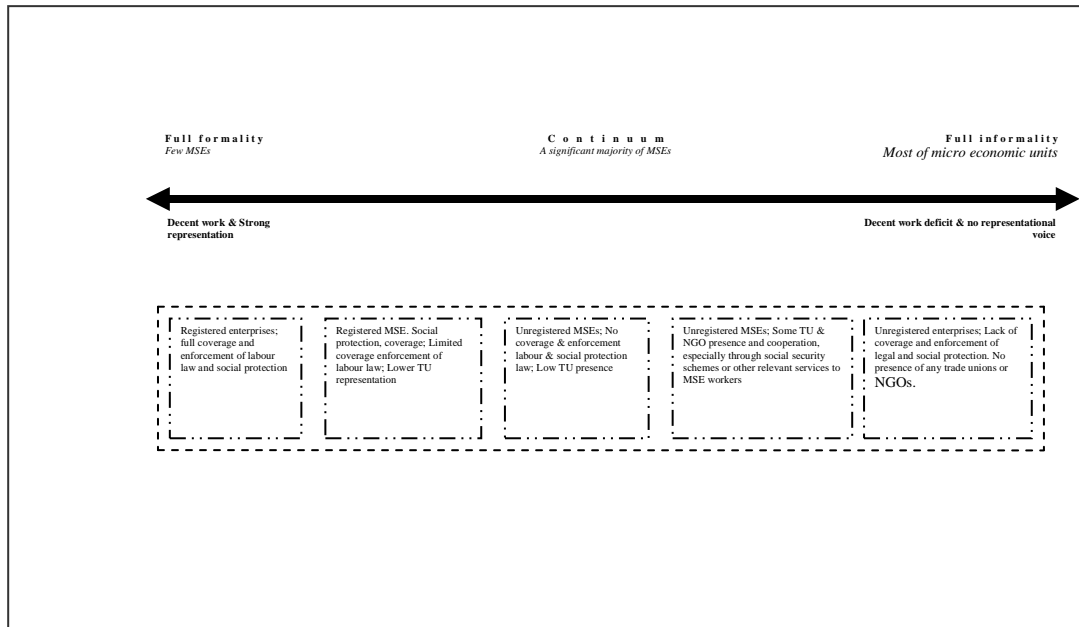 Full formality
Few MSEs
Continuum
A significant majority of MSEs
Full informality
Most of micro economic units
Decent work & Strong
representation
Decent work deficit & no representational
voice
Registered enterprises;
full coverage and
enforcement of labour
law and social protection
Registered MSE. Social
protection, coverage; Limited
coverage enforcement of
labour law; Lower TU
representation
Unregistered MSEs; No
coverage & enforcement
labour & social protection
law; Low TU presence
Unregistered MSEs; Some TU &
NGO presence and cooperation,
especially through social security
schemes or other relevant services to
MSE workers
Unregistered enterprises; Lack of
coverage and enforcement of
legal and social protection. No
presence of any trade unions or
NGOs.